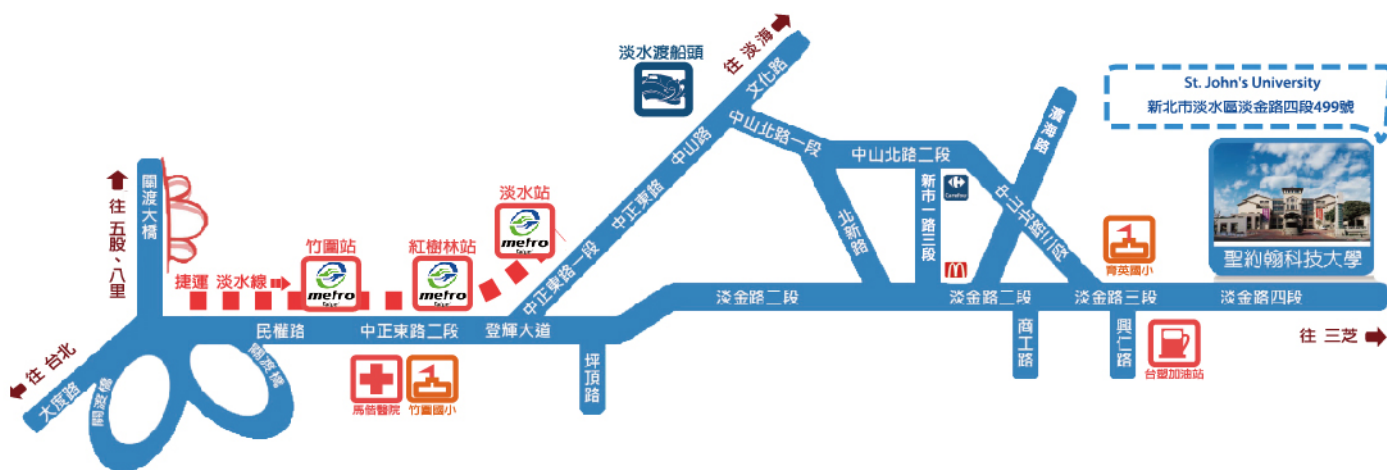 往 淡海
淡水渡船頭
文化路
St. John's University
新北市淡水區淡金路四段499號
中山北路一段
中山路
中山北路二段
濱海路
新市一路三段
Carrefour
中山北路三段
關渡大橋
往 五股、八里
淡水站
metro
中正東路
北新路
育英國小
竹圍站
metro
Taipei
紅樹林站
metro
Taipei
捷運 淡水線
中正東路一段
聖約翰科技大學
淡金路二段
淡金路二段
淡金路三段
淡金路四段
民權路
中正東路二段
登輝大道
商工路
興仁路
往 三芝
往 台北
大度路
關渡橋
關渡橋
坪頂路
台塑加油站
馬偕醫院
竹圍國小